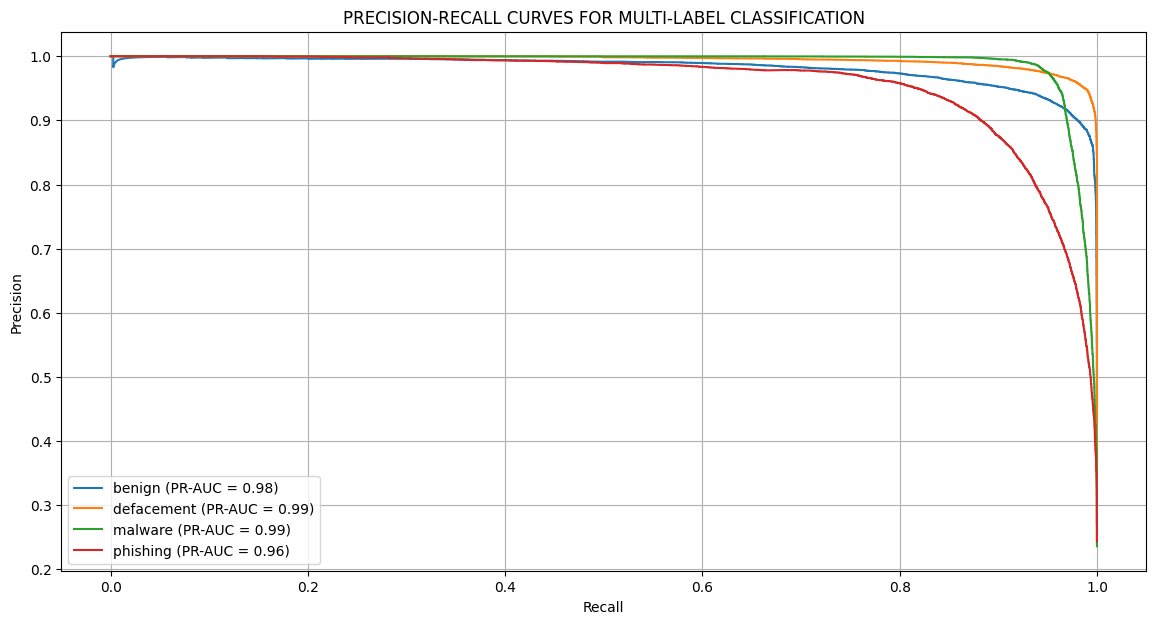 PRECISION-RECALL CURVES FOR MULTI-LABEL CLASSIFICATION
Precision
1.0
0.9
0.8
0.7
0.6
0.5
0.4
0.3
0.2
benign (PR-AUC = 0.98)
defacement (PR-AUC = 0.99)
malware (PR-AUC = 0.99)
phishing (PR-AUC = 0.96)
0.0 0.2 0.4 0.6 0.8 1.0
Recall